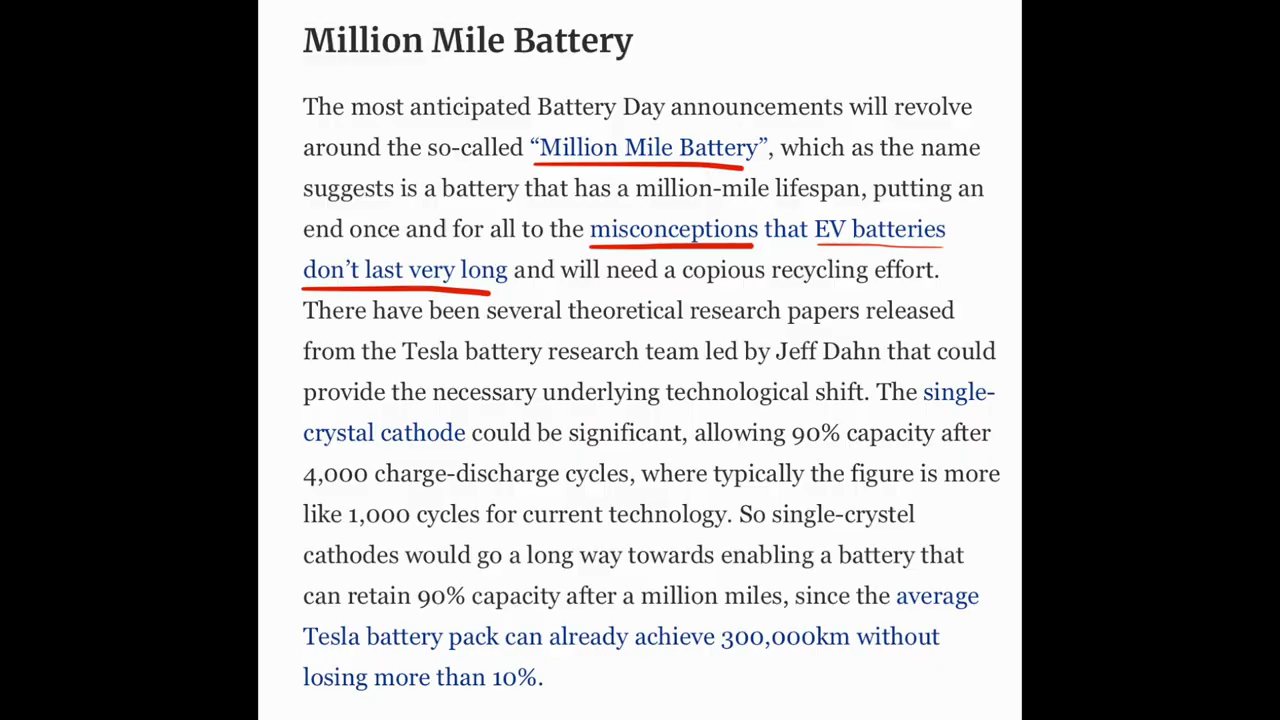 Million Mile Battery
The most anticipated Battery Day announcements will revolve
around the so-called “Million Mile Battery”, which as the name
suggests is a battery that has a million-mile lifespan, putting an
end once and for all to the misconceptions that EV batteries
don’t last very long and will need a copious recycling effort.
There have been several theoretical research papers released
from the Tesla battery research team led by Jeff Dahn that could
provide the necessary underlying technological shift. The single-
crystal cathode could be significant, allowing 90% capacity after
4,000 charge-discharge cycles, where typically the figure is more
like 1,000 cycles for current technology. So single-crystel
cathodes would go a long way towards enabling a battery that
can retain 90% capacity after a million miles, since the average
Tesla battery pack can already achieve 300,000km without
losing more than 10%.